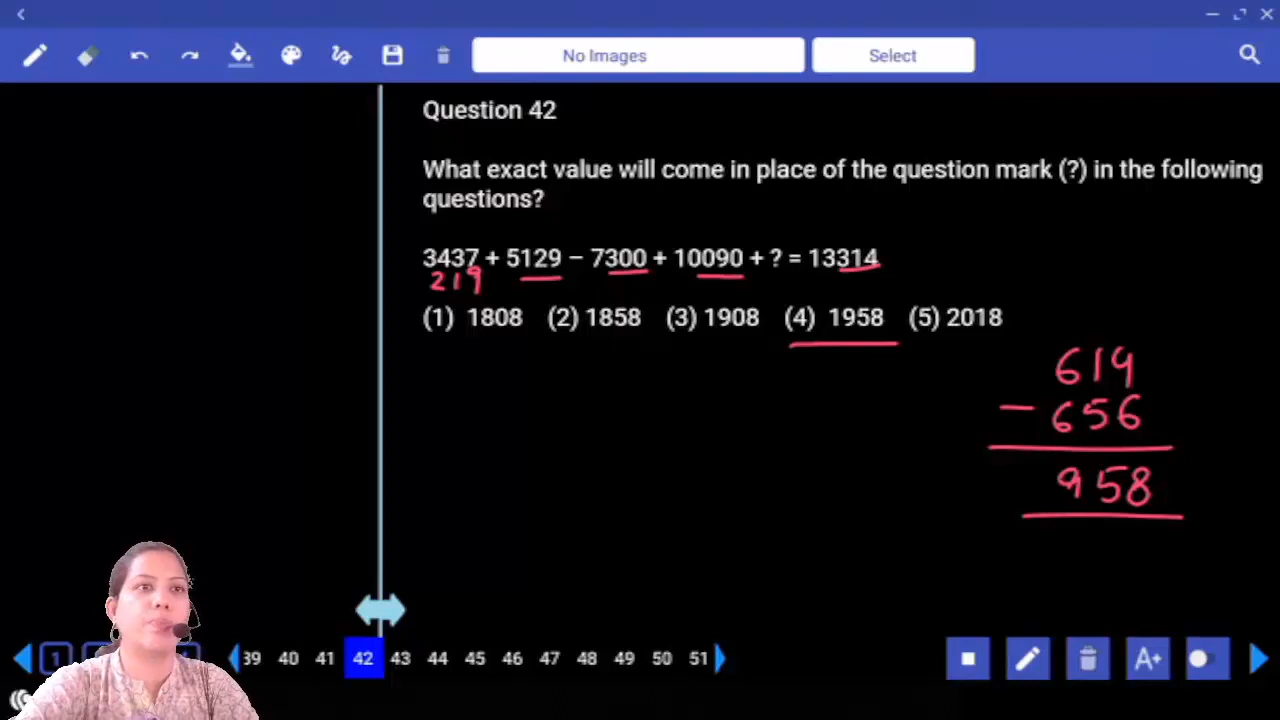 No Images
Select
Question 42
What exact value will come in place of the question mark (?) in the following
questions?
3437 + 5129 − 7300 + 10090 + ? = 13314
219
(1) 1808 (2) 1858 (3) 1908 (4) 1958 (5) 2018
619
− 656
958
39 40 41 42 43 44 45 46 47 48 49 50 51
A+